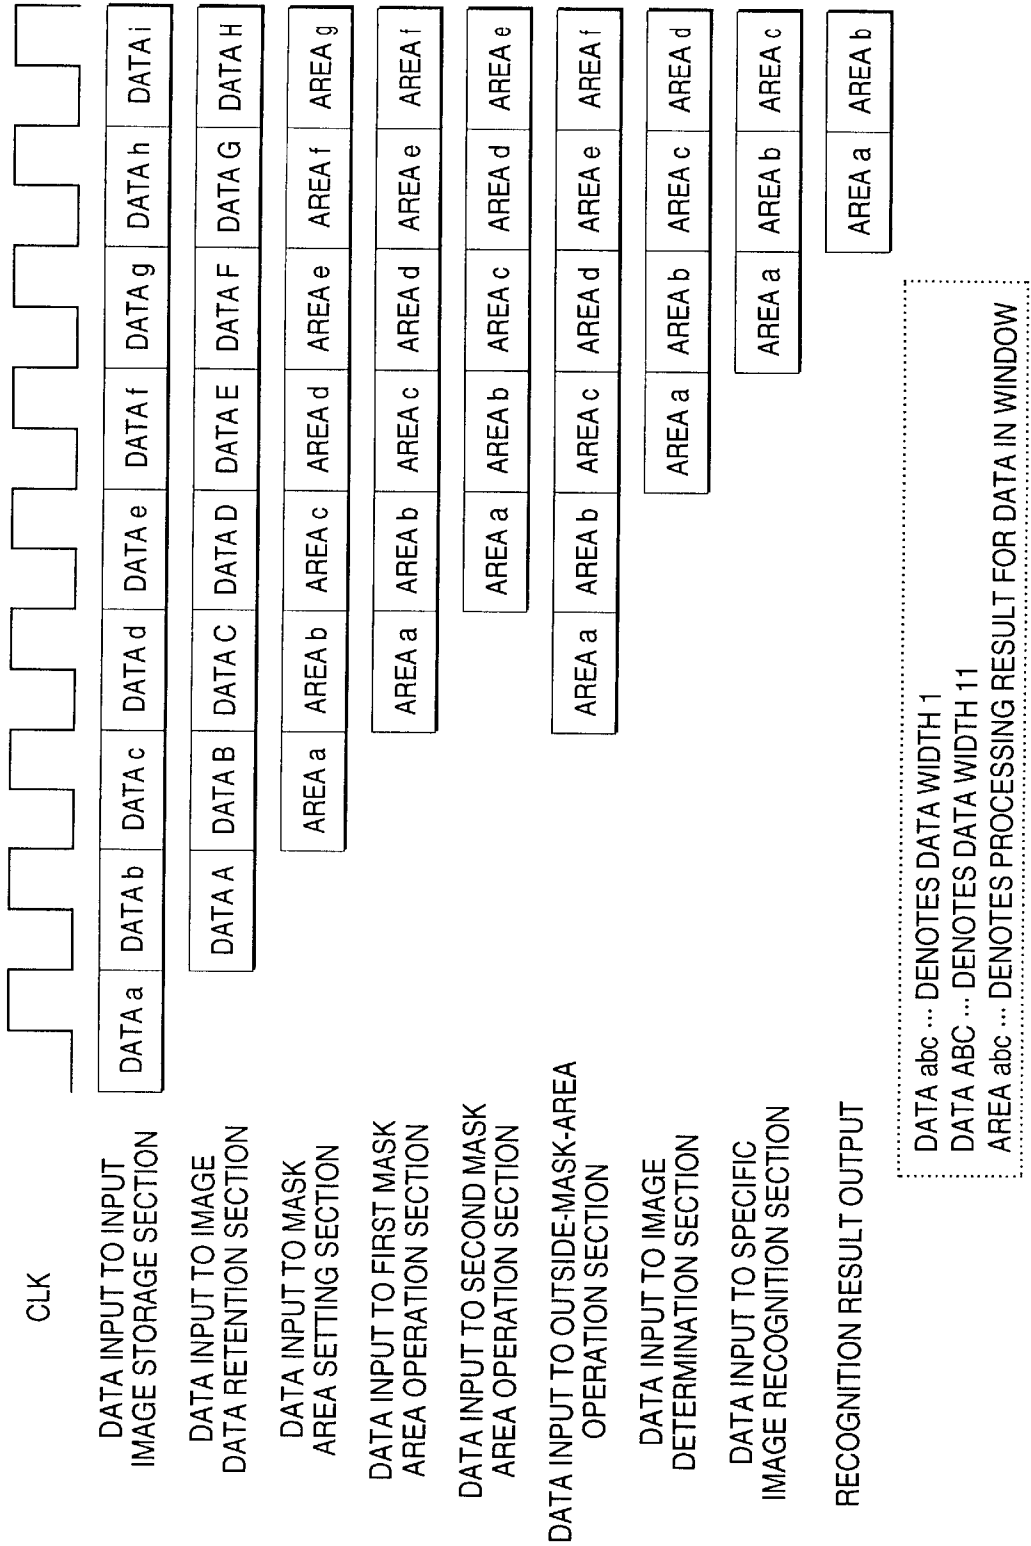 CLK
DATA INPUT TO INPUT
IMAGE STORAGE SECTION
DATA a DATA b DATA c DATA d DATA e DATA f DATA g DATA h DATA i
DATA INPUT TO IMAGE
DATA RETENTION SECTION
DATA A DATA B DATA C DATA D DATA E DATA F DATA G DATA H
DATA INPUT TO MASK
AREA SETTING SECTION
AREA a AREA b AREA c AREA d AREA e AREA f AREA g
DATA INPUT TO FIRST MASK
AREA OPERATION SECTION
AREA a AREA b AREA c AREA d AREA e AREA f
DATA INPUT TO SECOND MASK
AREA OPERATION SECTION
AREA a AREA b AREA c AREA d AREA e
DATA INPUT TO OUTSIDE-MASK-AREA
OPERATION SECTION
AREA a AREA b AREA c AREA d AREA e AREA f
DATA INPUT TO IMAGE
DETERMINATION SECTION
AREA a AREA b AREA c AREA d
DATA INPUT TO SPECIFIC
IMAGE RECOGNITION SECTION
AREA a AREA b AREA c
RECOGNITION RESULT OUTPUT
AREA a AREA b
DATA abc ... DENOTES DATA WIDTH 1
DATA ABC ... DENOTES DATA WIDTH 11
AREA abc ... DENOTES PROCESSING RESULT FOR DATA IN WINDOW